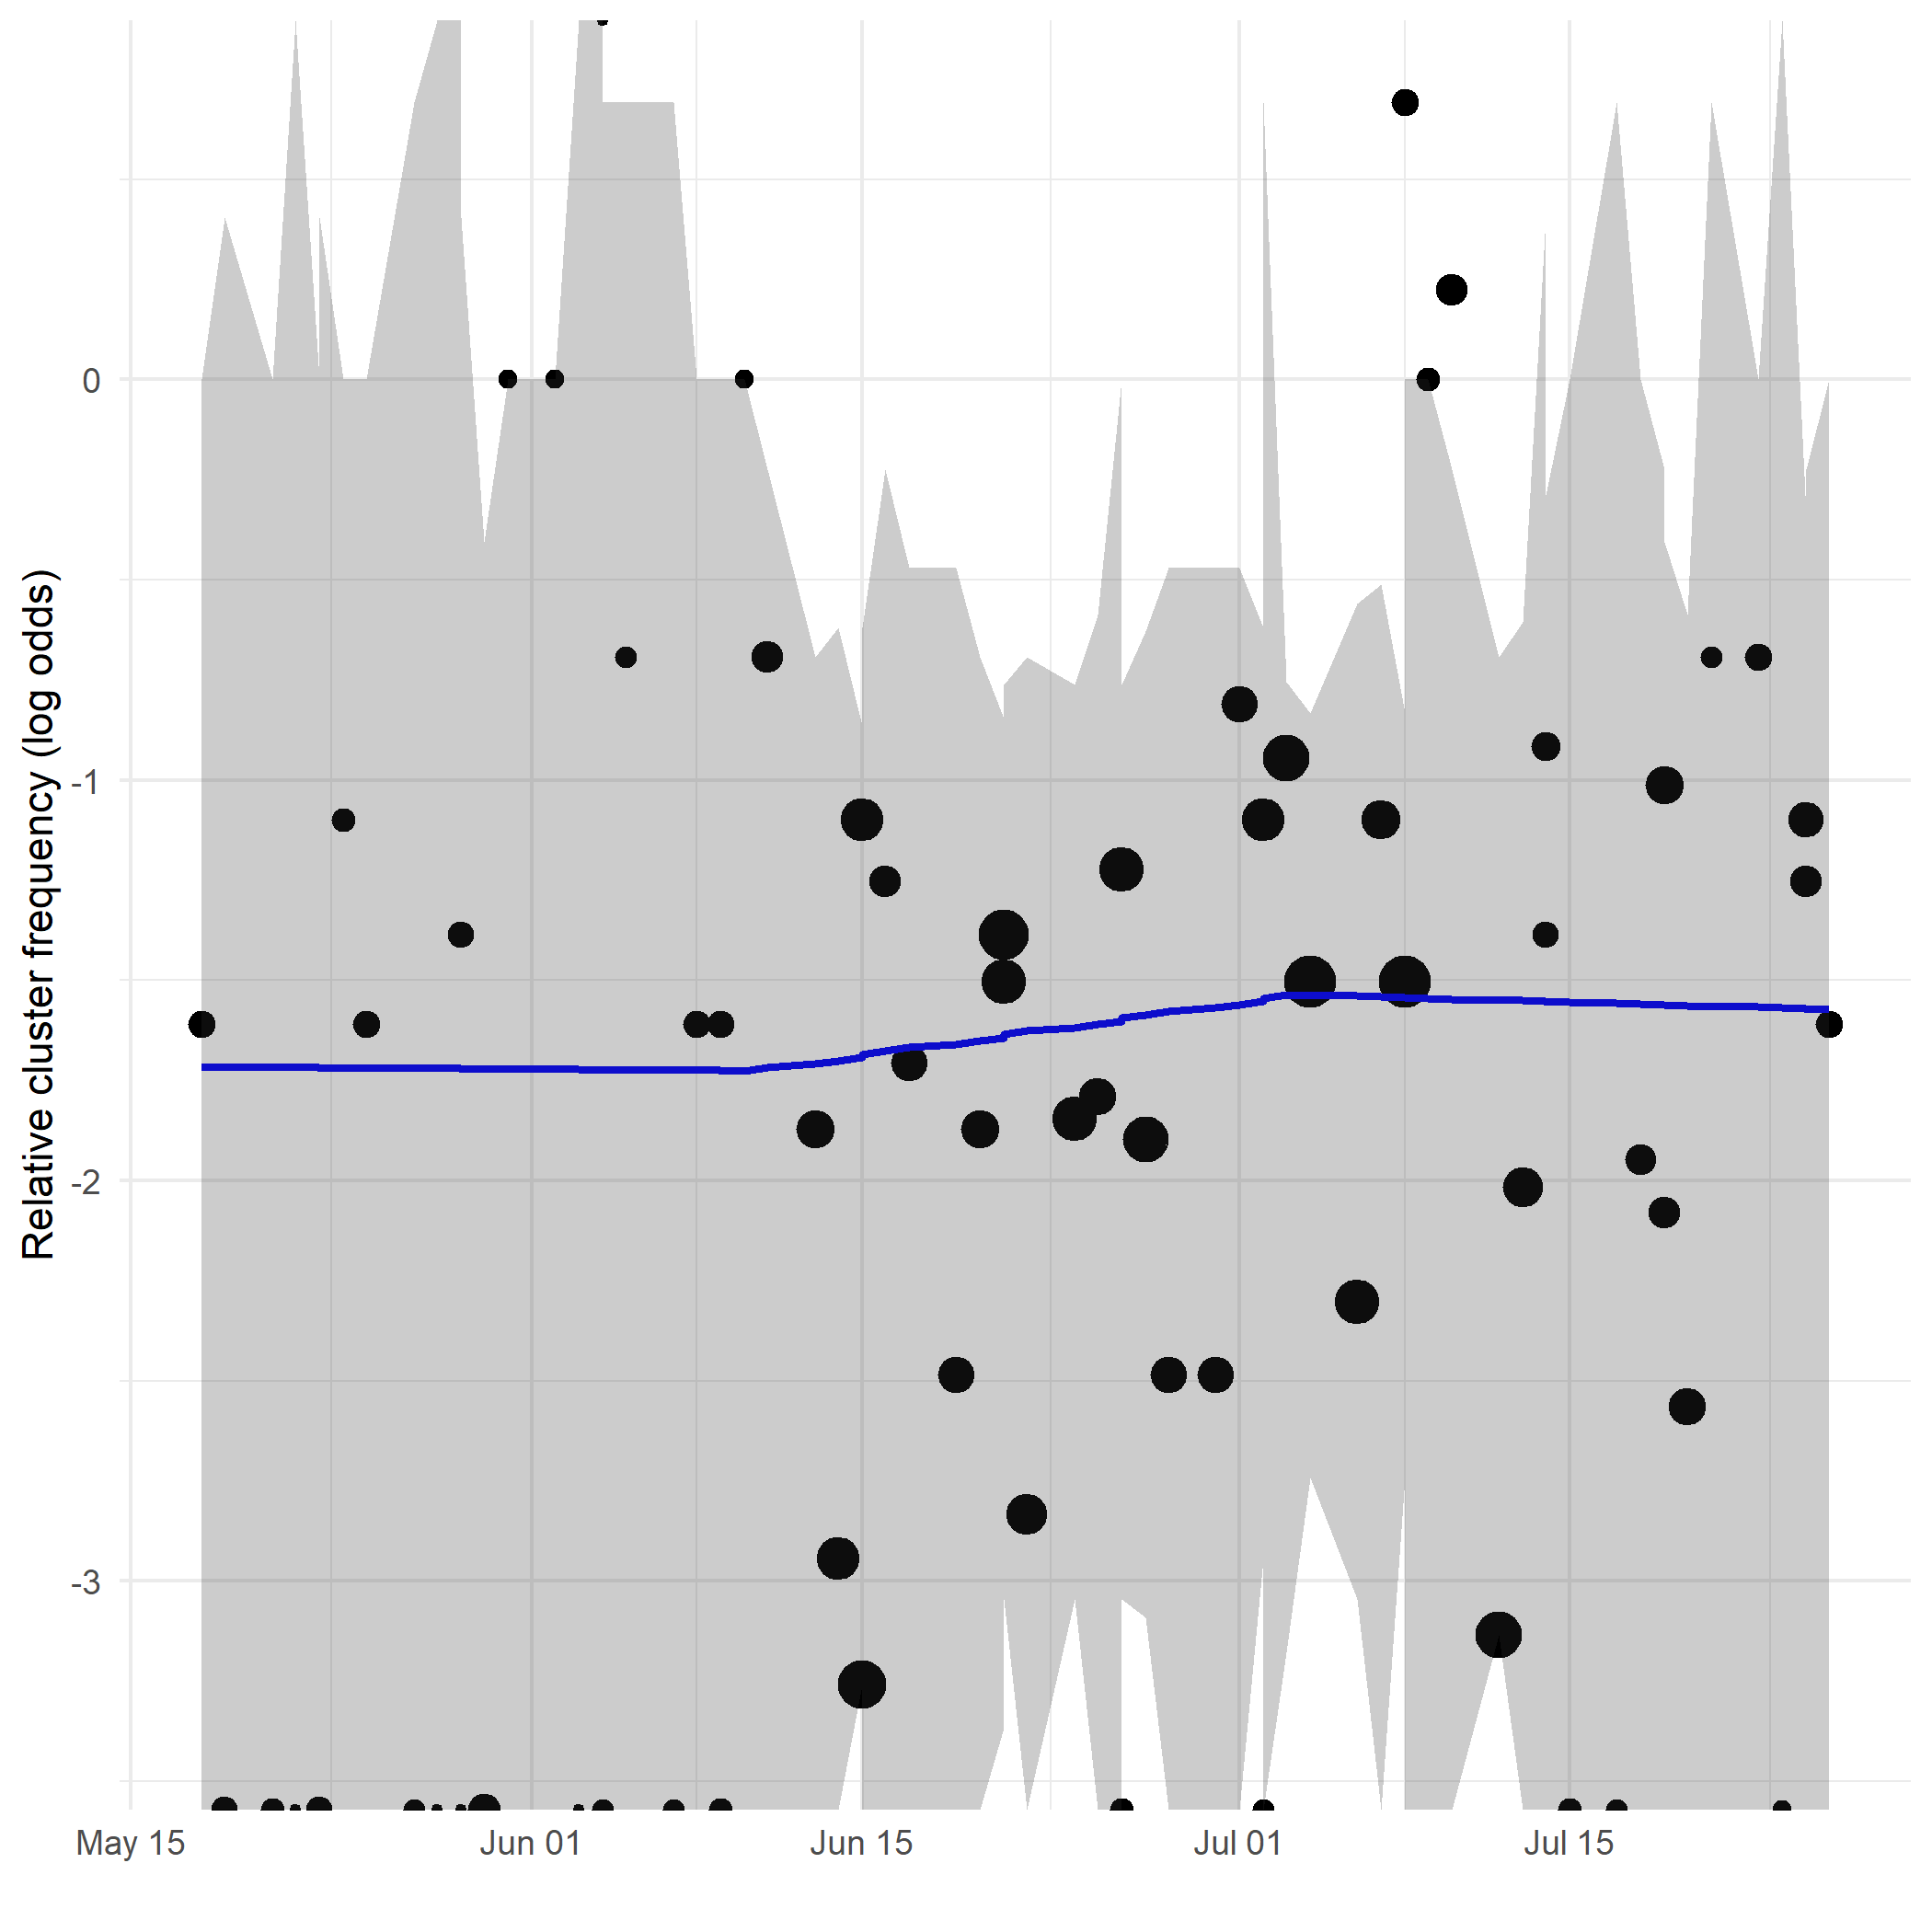 Relative cluster frequency (log odds)
0
-1
-2
-3
May 15
Jun 01
Jun 15
Jul 01
Jul 15